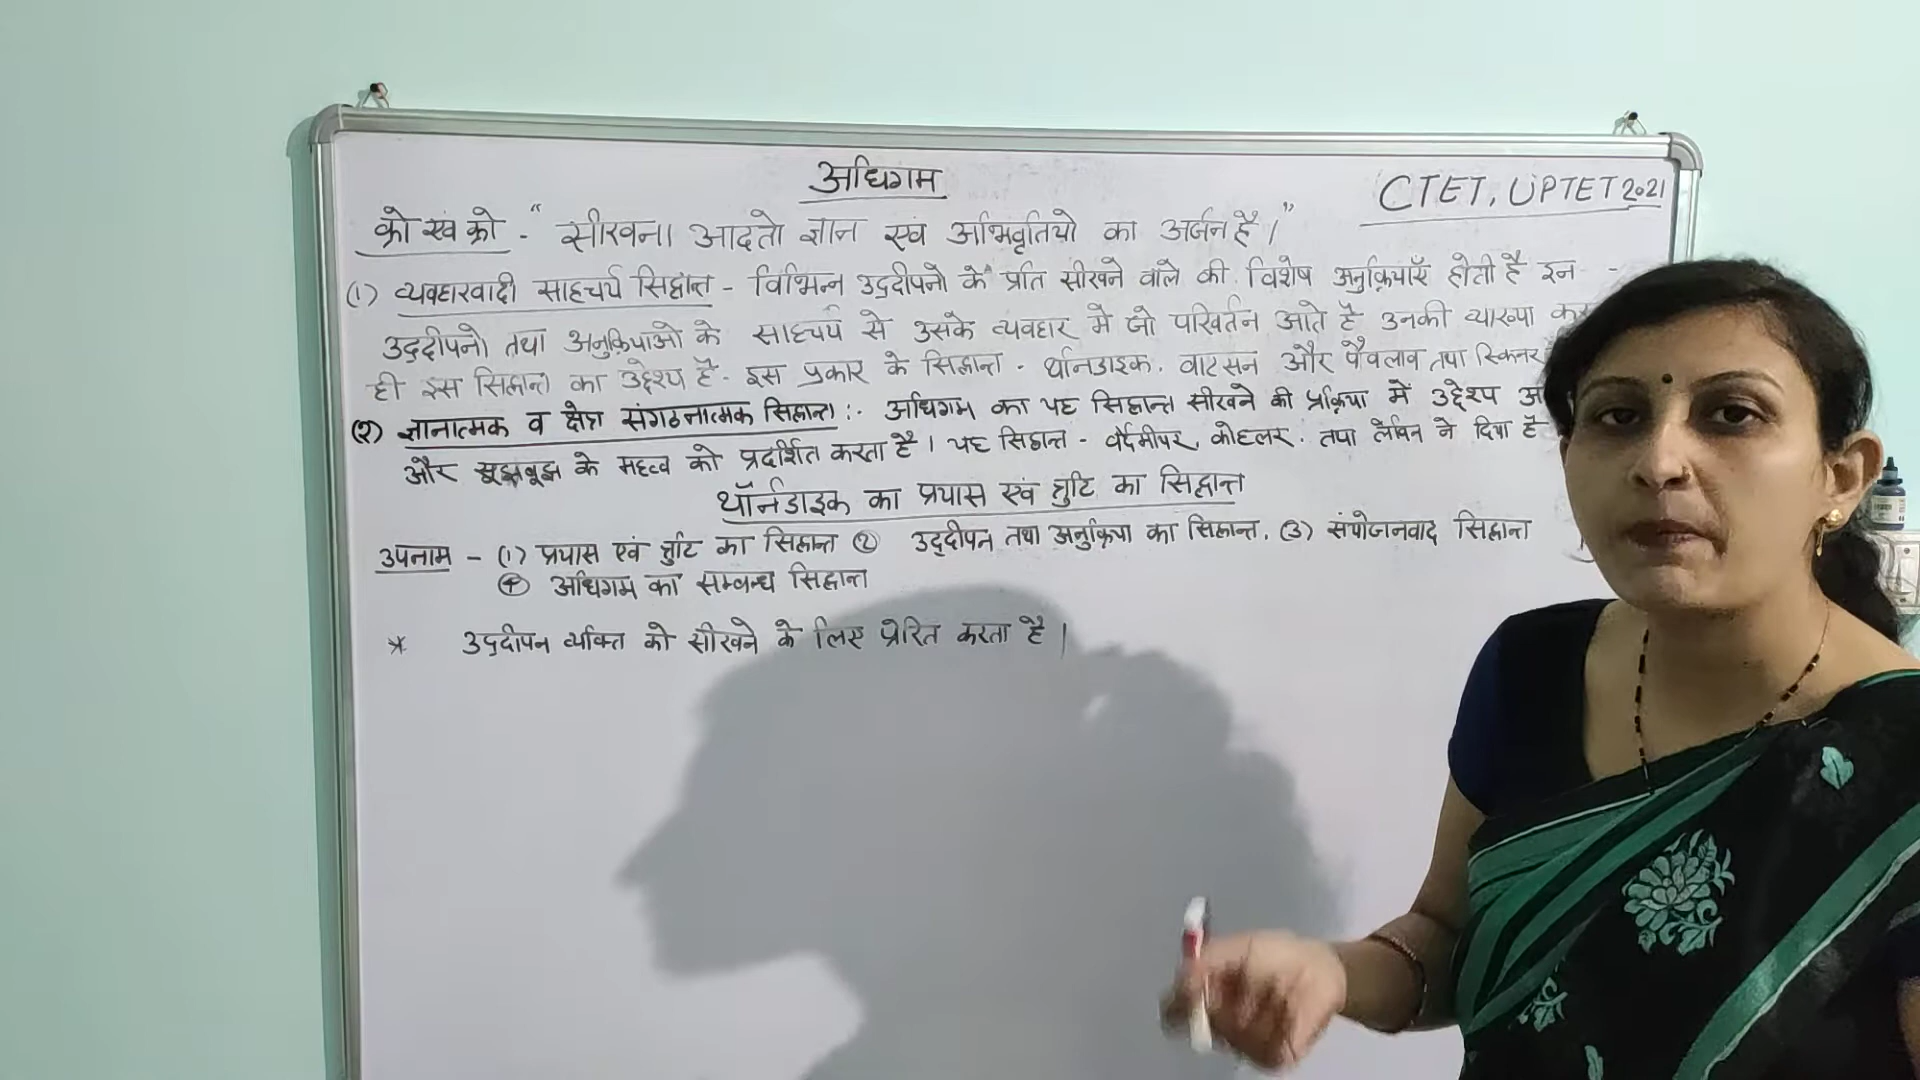 अधिगम
CTET, UPTET 2021
क्रो एवं क्रो - "सीखना आदतो ज्ञान एवं अभिवृतियो का अर्जन है।"
(1) व्यवहारवादी साहचर्य सिद्वान्त - विभिन्न उद्‌दीपनो के प्रति सीखने वाले की विशेष अनुक्रियाएँ होती है इन -
उद्‌दीपनो तथा अनुक्रियाओ के साहचर्य से उसके व्यवहार मे जो परिवर्तन आते है उनकी व्याख्या
ही इस सिद्वान्त का उद्देश्य है - इस प्रकार के सिद्वान्त - थार्नडाइक, वाटसन और पैवलाव तथा स्किनर
(२) ज्ञानात्मक व क्षेत्र संगठनात्मक सिद्वान्त :- अधिगम का यह सिद्वान्त सीखने की प्रक्रिया में उद्देश्य
और सूझबूझ के महत्व को प्रदर्शित करता है। यह सिद्वान्त - वर्दमीयर, कोहलर, तथा लेविन ने दिया है
थॉर्नडाइक का प्रयास एवं त्रुटि का सिद्वान्त
उपनाम - (1) प्रयास एवं त्रुटि का सिद्वान्त ② उद्‌दीपन तथा अनुक्रिया का सिद्वान्त, (3) संयोजनवाद सिद्वान्त
④ अधिगम का सम्बन्ध सिद्वान्त
* उद्‌दीपन व्यक्ति को सीखने के लिए प्रेरित करता है।